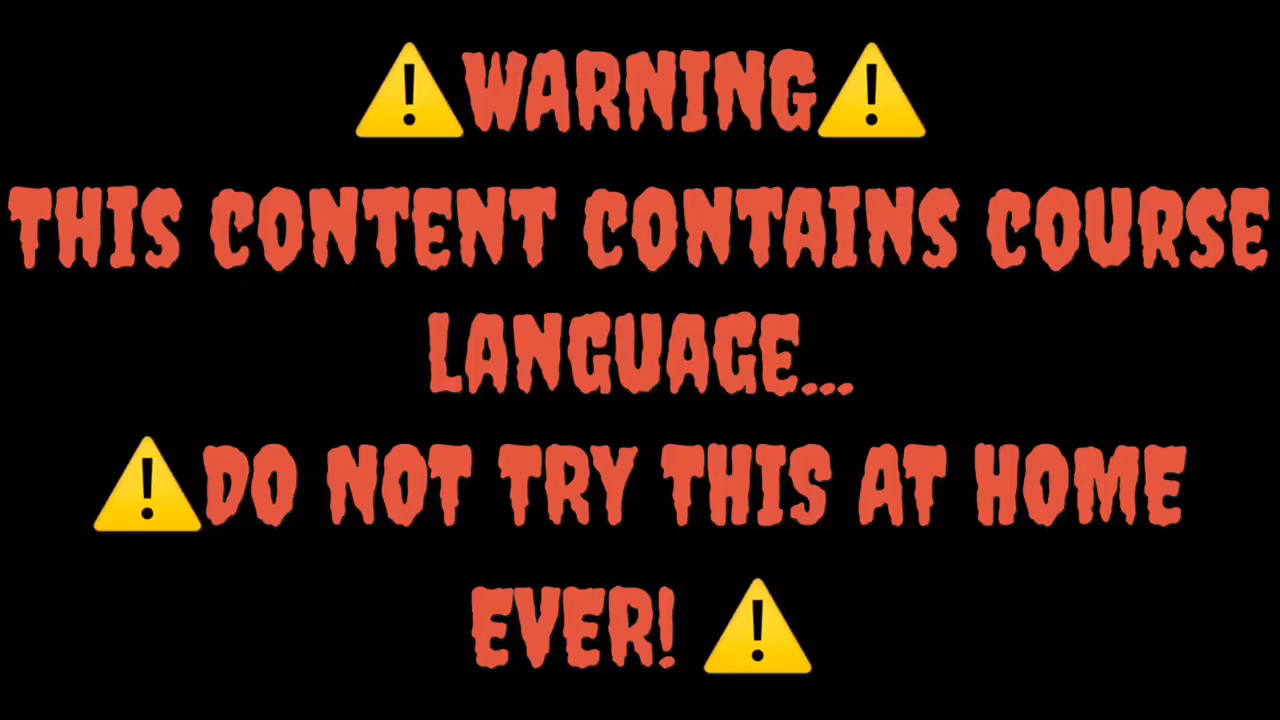 ⚠️WARNING⚠️
THIS CONTENT CONTAINS COURSE
LANGUAGE...
⚠️DO NOT TRY THIS AT HOME
EVER! ⚠️